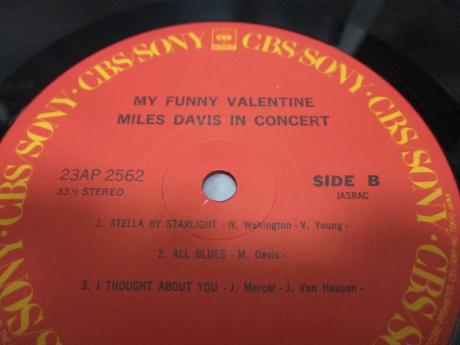 CBS/SONY · CBS/SONY · CBS/SONY · CBS/SONY
MY FUNNY VALENTINE
MILES DAVIS IN CONCERT
23AP 2562
33⅓ STEREO
SIDE B
JASRAC
1. STELLA BY STARLIGHT - N. Wanington - V. Young -
2. ALL BLUES - M. Davis -
3. I THOUGHT ABOUT YOU - J. Mercer - J. Van Heusen -